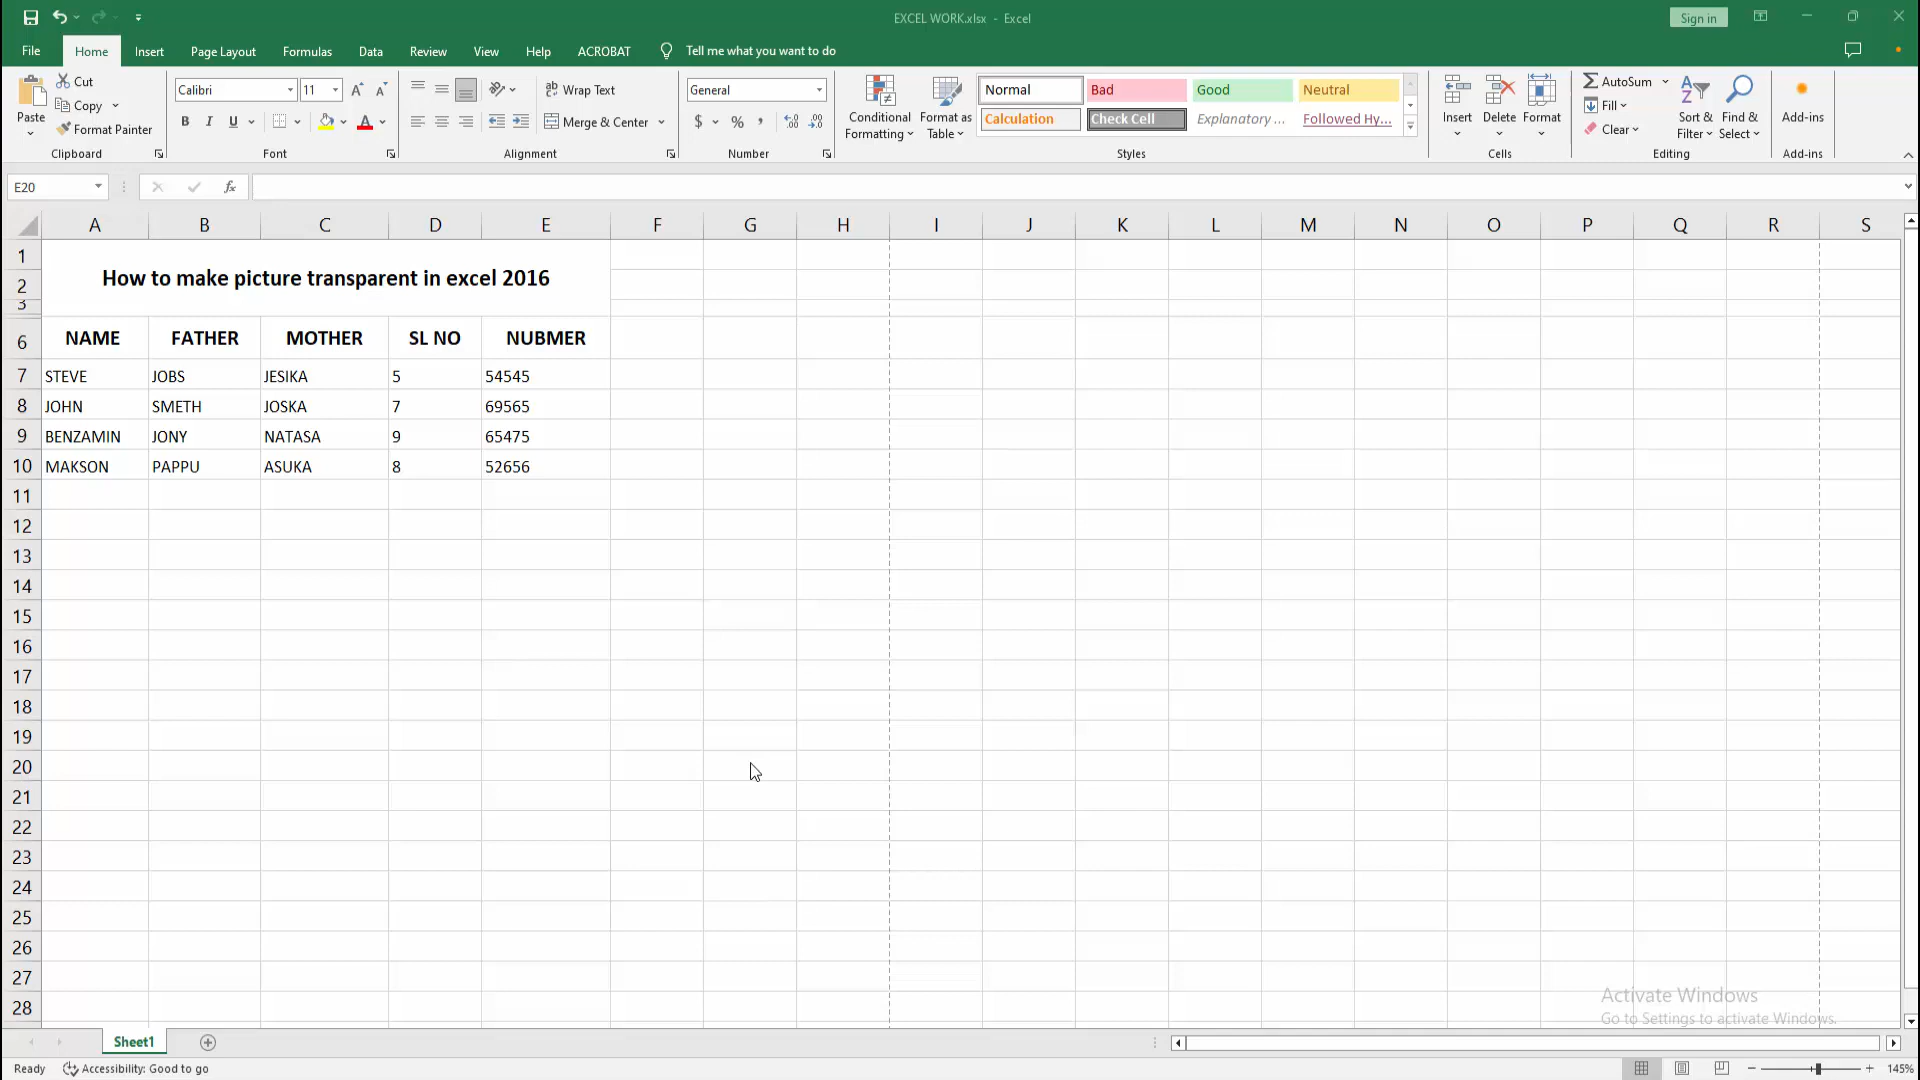 EXCEL WORK.xlsx - Excel
Sign in
File Home Insert Page Layout Formulas Data Review View Help ACROBAT Tell me what you want to do
Paste
Cut
Copy
Format Painter
Clipboard
Calibri 11
B I U
Font
Wrap Text
Merge & Center
Alignment
General
$ % ,
Number
Conditional Formatting
Format as Table
Normal Bad Good Neutral
Calculation Check Cell Explanatory ... Followed Hy...
Styles
Insert Delete Format
Cells
AutoSum
Fill
Clear
Sort & Filter
Find & Select
Editing
Add-ins
Add-ins
E20 fx
A B C D E F G H I J K L M N O P Q R S
1
2 How to make picture transparent in excel 2016
3
6 NAME FATHER MOTHER SL NO NUBMER
7 STEVE JOBS JESIKA 5 54545
8 JOHN SMETH JOSKA 7 69565
9 BENZAMIN JONY NATASA 9 65475
10 MAKSON PAPPU ASUKA 8 52656
11
12
13
14
15
16
17
18
19
20
21
22
23
24
25
26
27
28
Activate Windows
Go to Settings to activate Windows.
Sheet1
Ready Accessibility: Good to go 145%